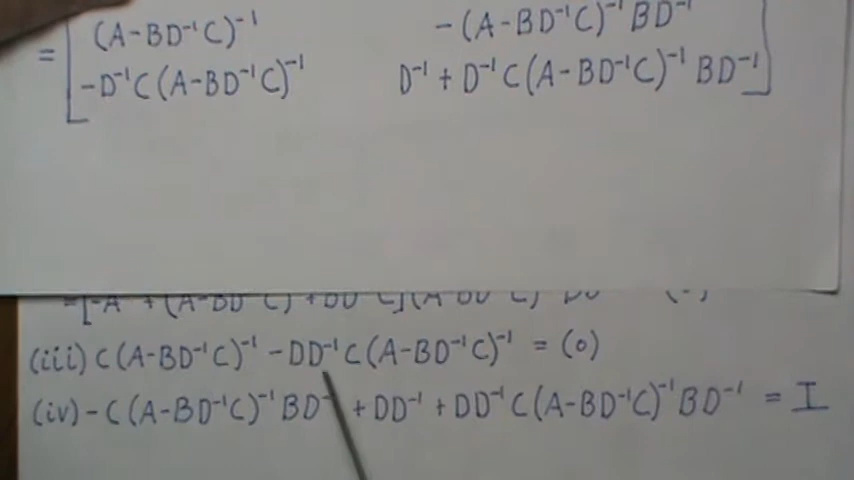 (A-BD⁻¹C)⁻¹ -(A-BD⁻¹C)⁻¹BD⁻¹
= -D⁻¹C(A-BD⁻¹C)⁻¹ D⁻¹+D⁻¹C(A-BD⁻¹C)⁻¹BD⁻¹
(iii) C(A-BD⁻¹C)⁻¹ -DD⁻¹C(A-BD⁻¹C)⁻¹ = (0)
(iv) -C(A-BD⁻¹C)⁻¹BD⁻¹ +DD⁻¹ + DD⁻¹C(A-BD⁻¹C)⁻¹BD⁻¹ = I